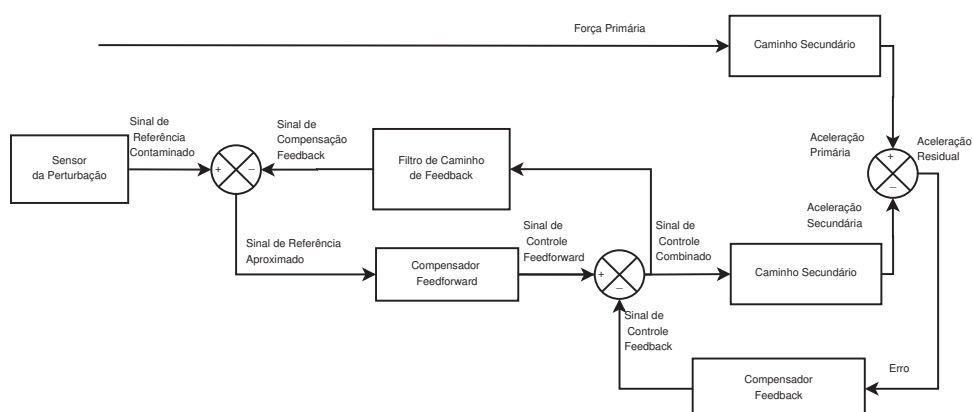 Força Primária
Caminho Secundário
Sinal de
Referência
Contaminado
Sinal de
Compensação
Feedback
Aceleração
Primária
Aceleração
Residual
Sensor
da Perturbação
+
–
Filtro de Caminho
de Feedback
+
–
Aceleração
Secundária
Sinal de Referência
Aproximado
Compensador
Feedforward
Sinal de
Controle
Feedforward
+
–
Sinal de
Controle
Combinado
Caminho Secundário
Sinal de
Controle
Feedback
Compensador
Feedback
Erro